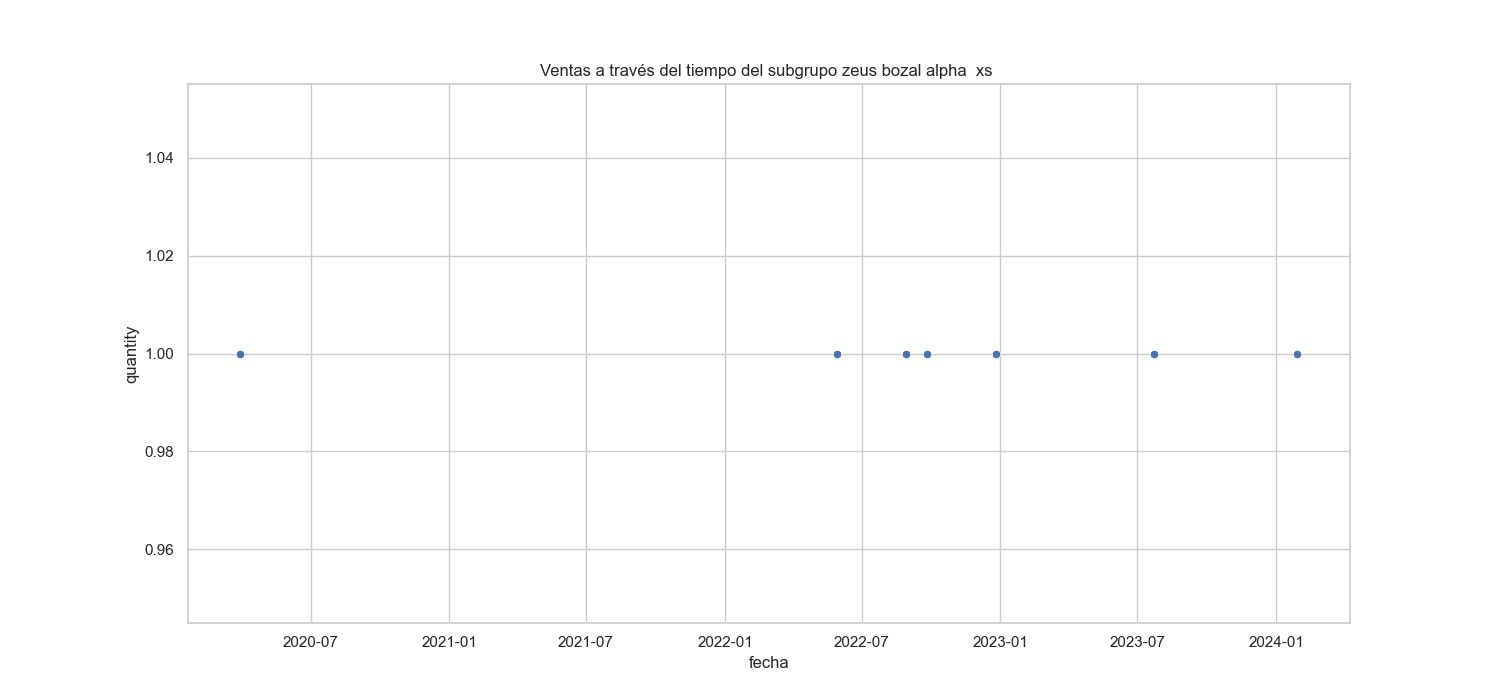 Ventas a través del tiempo del subgrupo zeus bozal alpha  xs
1.04
1.02
1.00
0.98
0.96
quantity
2020-07 2021-01 2021-07 2022-01 2022-07 2023-01 2023-07 2024-01
fecha